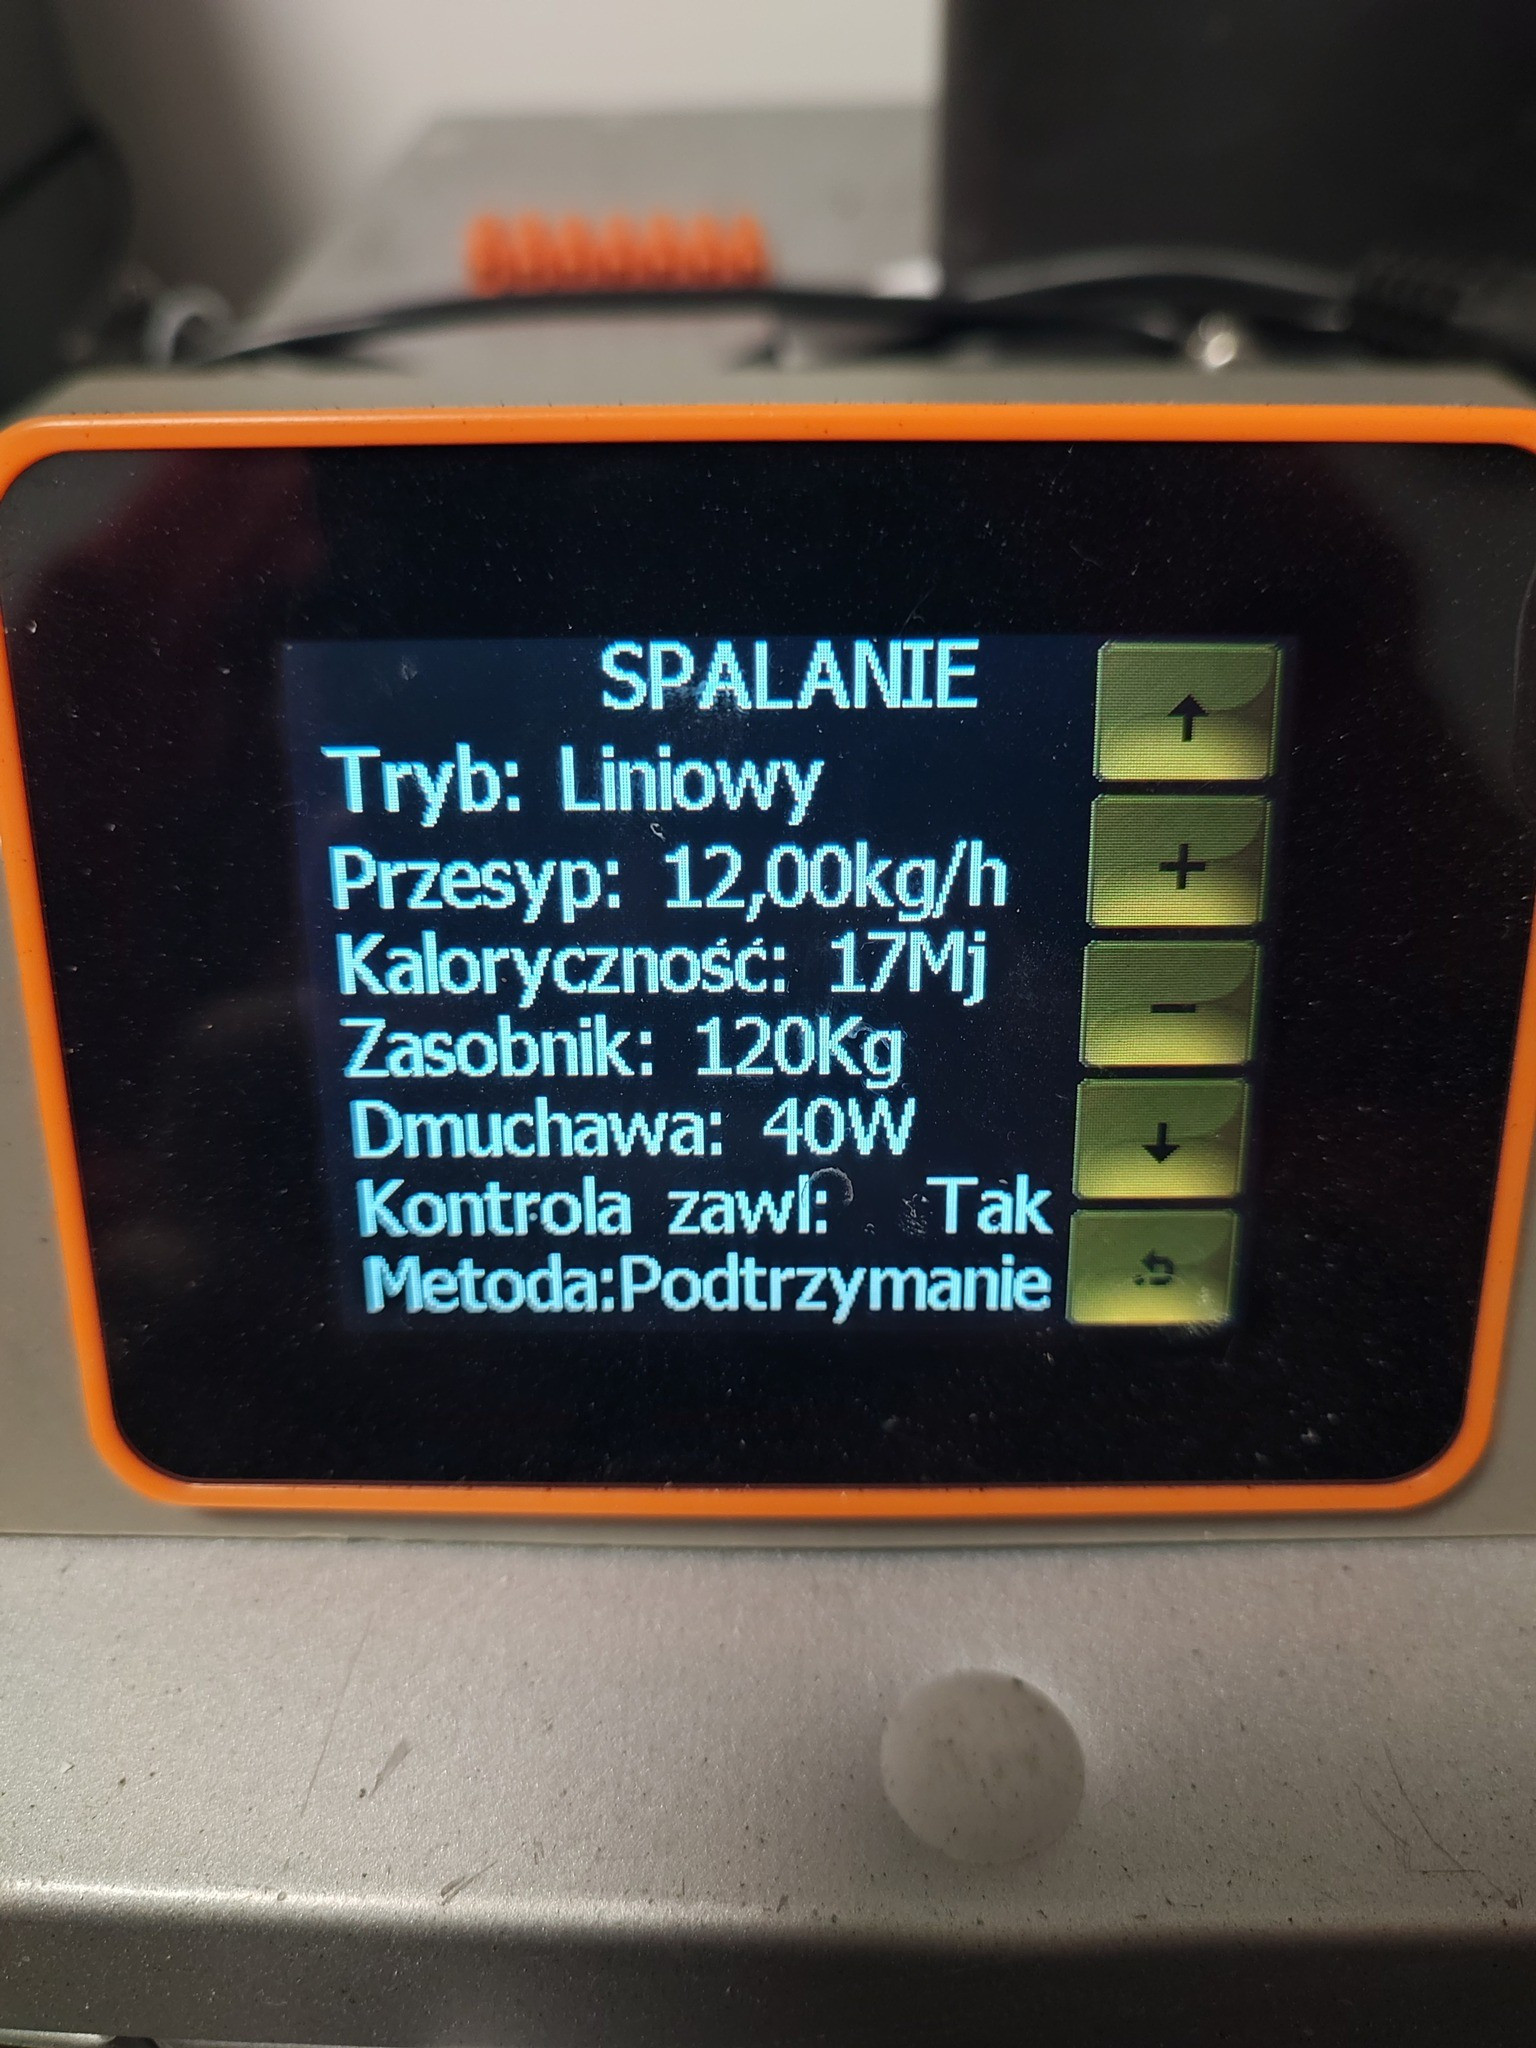 SPALANIE
Tryb: Liniowy
Przesyp: 12,00kg/h
Kaloryczność: 17Mj
Zasobnik: 120Kg
Dmuchawa: 40W
Kontrola zawl: Tak
Metoda:Podtrzymanie